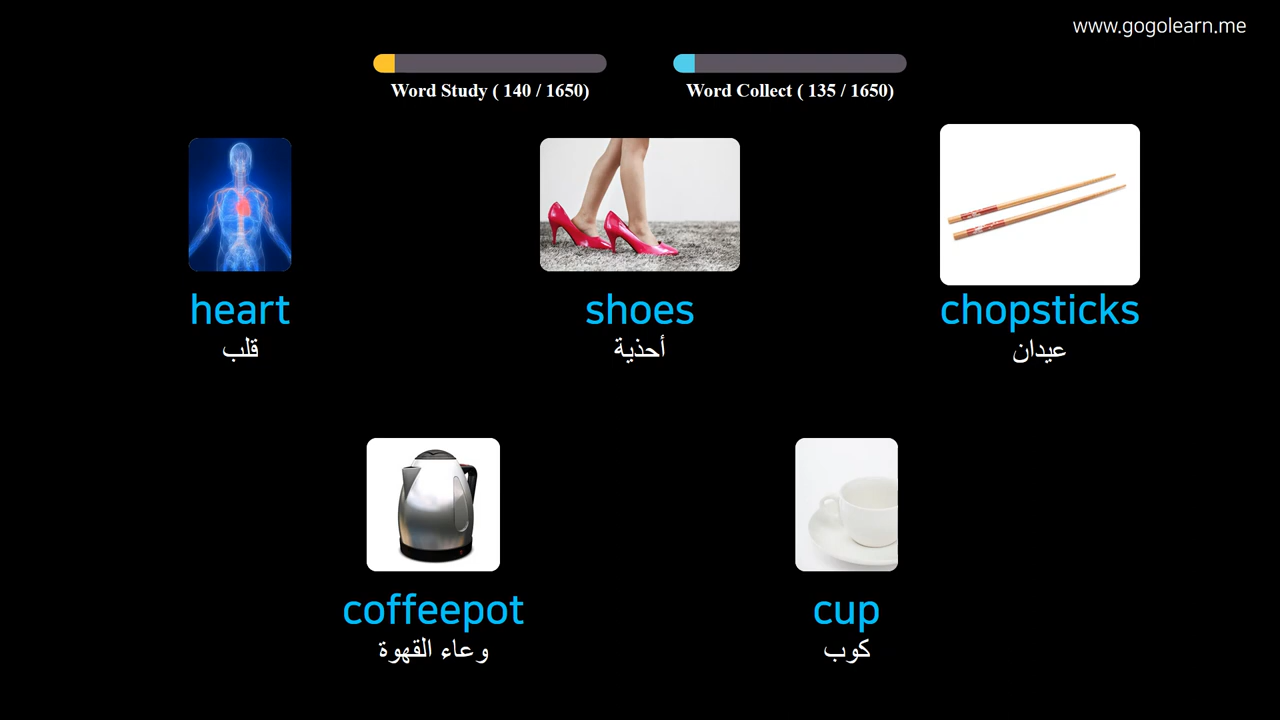 www.gogolearn.me
Word Study ( 140 / 1650)
Word Collect ( 135 / 1650)
heart
قلب
shoes
أحذية
chopsticks
عيدان
coffeepot
وعاء القهوة
cup
كوب